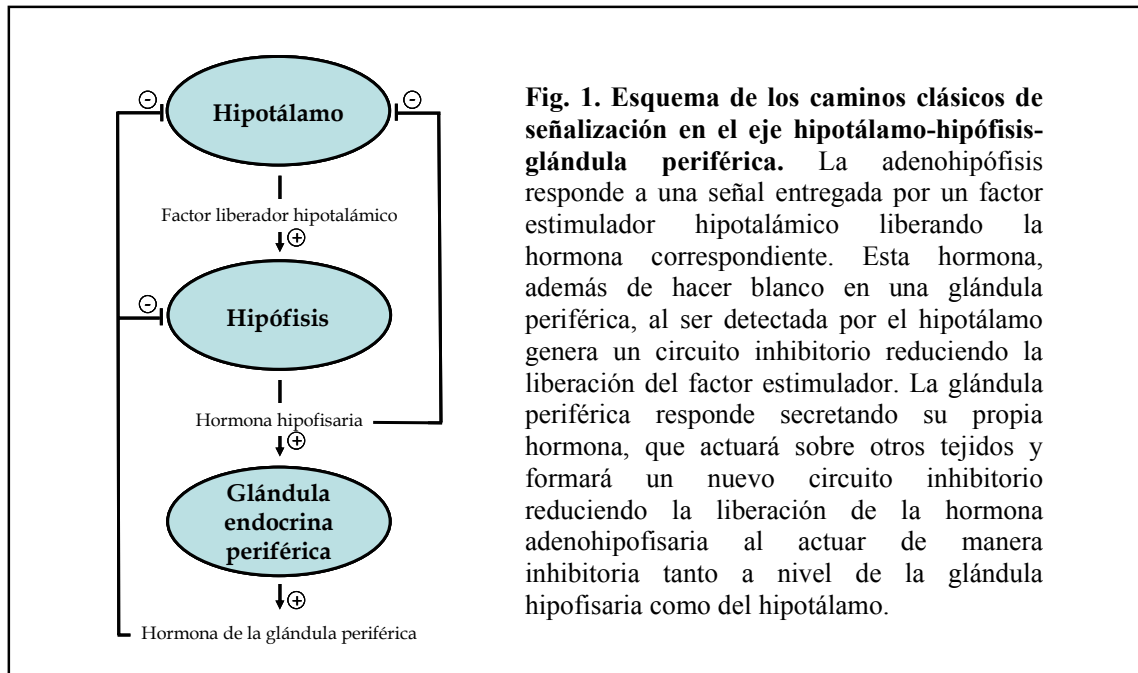 ⊖
⊖
Hipotálamo
Factor liberador hipotalámico
⊕
⊖
Hipófisis
Hormona hipofisaria
⊕
Glándula
endocrina
periférica
⊕
Hormona de la glándula periférica
Fig. 1. Esquema de los caminos clásicos de
señalización en el eje hipotálamo-hipófisis-
glándula periférica. La adenohipófisis
responde a una señal entregada por un factor
estimulador hipotalámico liberando la
hormona correspondiente. Esta hormona,
además de hacer blanco en una glándula
periférica, al ser detectada por el hipotálamo
genera un circuito inhibitorio reduciendo la
liberación del factor estimulador. La glándula
periférica responde secretando su propia
hormona, que actuará sobre otros tejidos y
formará un nuevo circuito inhibitorio
reduciendo la liberación de la hormona
adenohipofisaria al actuar de manera
inhibitoria tanto a nivel de la glándula
hipofisaria como del hipotálamo.